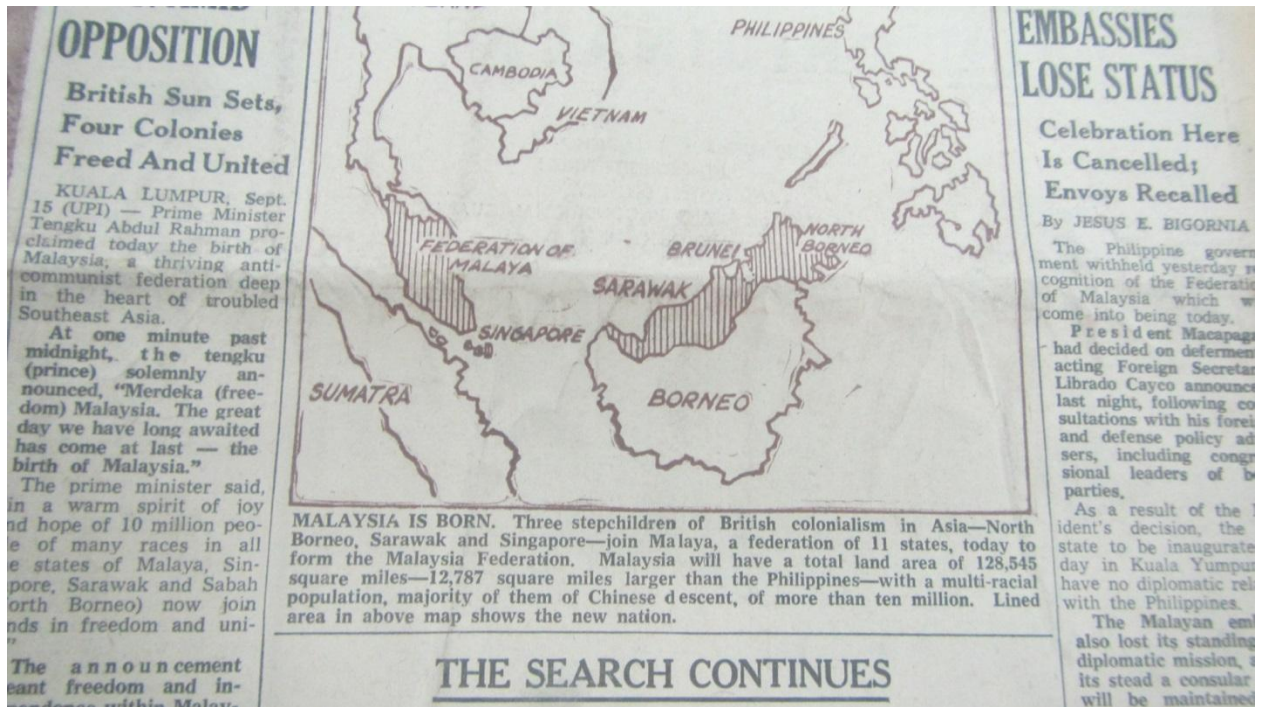 OPPOSITION
British Sun Sets,
Four Colonies
Freed And United
KUALA LUMPUR, Sept.
15 (UPI) — Prime Minister
Tengku Abdul Rahman pro-
claimed today the birth of
Malaysia, a thriving anti-
communist federation deep
in the heart of troubled
Southeast Asia.
At one minute past
midnight, the tengku
(prince) solemnly an-
nounced, "Merdeka (free-
dom) Malaysia. The great
day we have long awaited
has come at last — the
birth of Malaysia."
The prime minister said,
in a warm spirit of joy
nd hope of 10 million peo-
e of many races in all
e states of Malaya, Sin-
pore, Sarawak and Sabah
orth Borneo) now join
nds in freedom and uni-
"
The announcement
eant freedom and in-
PHILIPPINES
CAMBODIA
VIETNAM
FEDERATION OF
MALAYA
BRUNEI
NORTH
BORNEO
SARAWAK
SINGAPORE
SUMATRA
BORNEO
MALAYSIA IS BORN. Three stepchildren of British colonialism in Asia—North
Borneo, Sarawak and Singapore—join Malaya, a federation of 11 states, today to
form the Malaysia Federation. Malaysia will have a total land area of 128,545
square miles—12,787 square miles larger than the Philippines—with a multi-racial
population, majority of them of Chinese descent, of more than ten million. Lined
area in above map shows the new nation.
THE SEARCH CONTINUES
EMBASSIES
LOSE STATUS
Celebration Here
Is Cancelled;
Envoys Recalled
By JESUS E. BIGORNIA
The Philippine govern
ment withheld yesterday r
cognition of the Federatio
of Malaysia which w
come into being today.
President Macapag
had decided on defermen
acting Foreign Secretar
Librado Cayco announce
last night, following co
sultations with his forei
and defense policy ad
sers, including congr
sional leaders of b
parties.
As a result of the
ident's decision, the
state to be inaugurate
day in Kuala Yumpur
have no diplomatic rel
with the Philippines.
The Malayan em
also lost its standing
diplomatic mission, a
its stead a consular
will be maintained